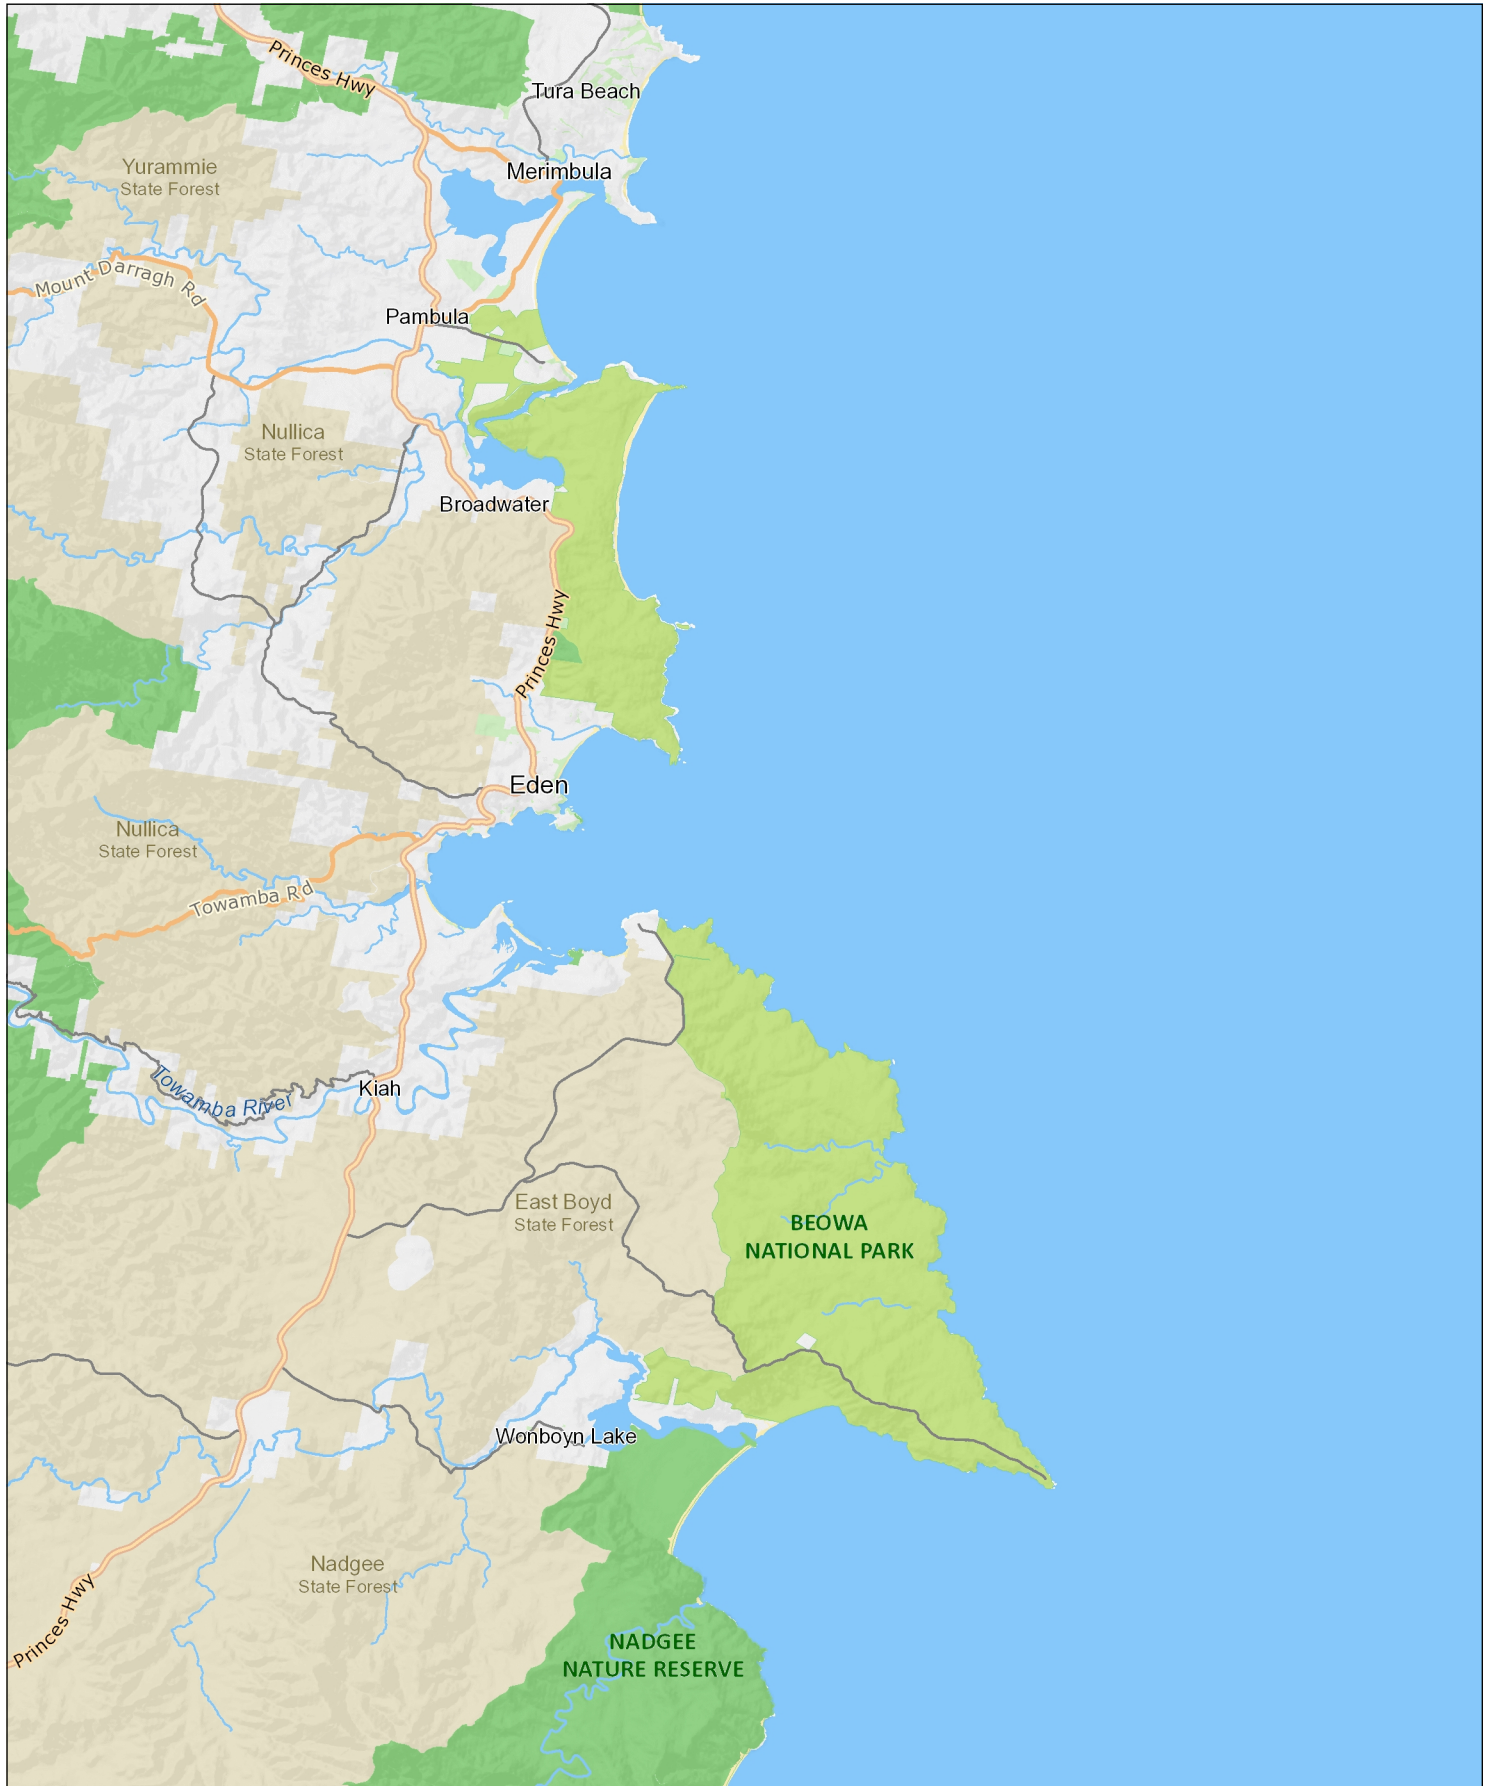 Princes Hwy
Tura Beach
Yurammie
State Forest
Merimbula
Mount Darragh Rd
Pambula
Nullica
State Forest
Broadwater
Princes Hwy
Eden
Nullica
State Forest
Towamba Rd
Towamba River
Kiah
East Boyd
State Forest
BEOWA
NATIONAL PARK
Wonboyn Lake
Nadgee
State Forest
Princes Hwy
NADGEE
NATURE RESERVE